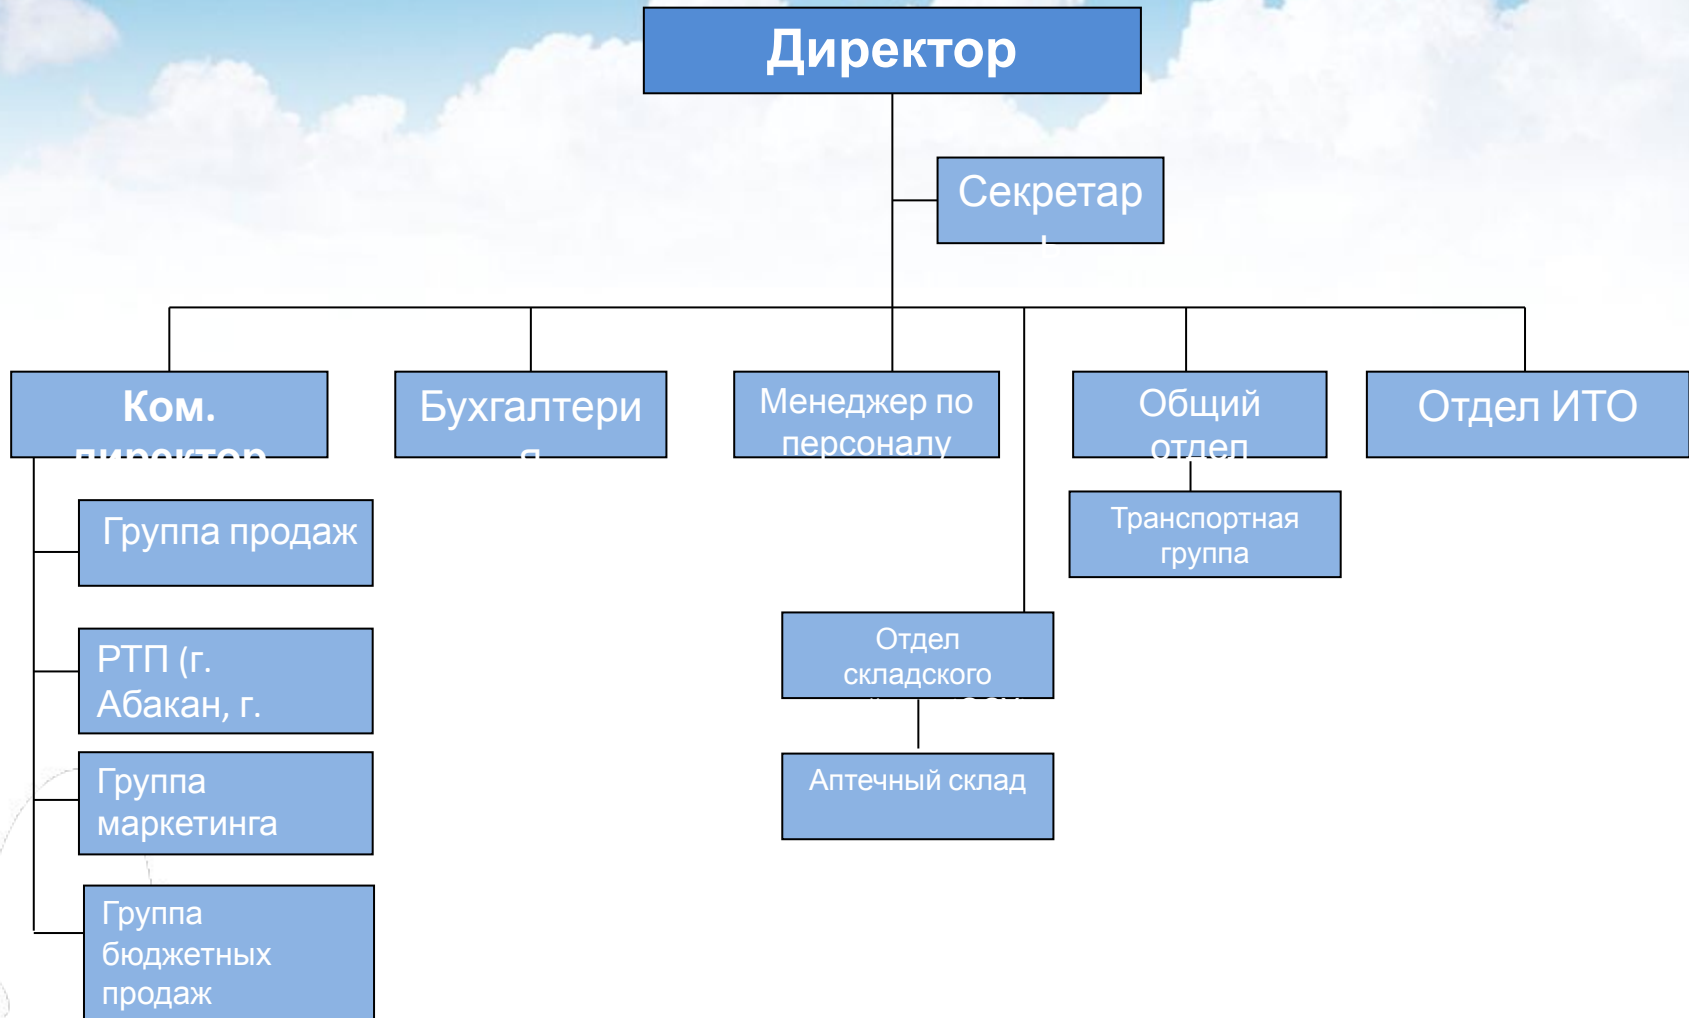 Директор
Секретар
ь
Ком.
директор
Бухгалтери
я
Менеджер по
персоналу
Общий
отдел
Отдел ИТО
Группа продаж
Транспортная
группа
РТП (г.
Абакан, г.
Отдел
складского
Группа
маркетинга
Аптечный склад
Группа
бюджетных
продаж